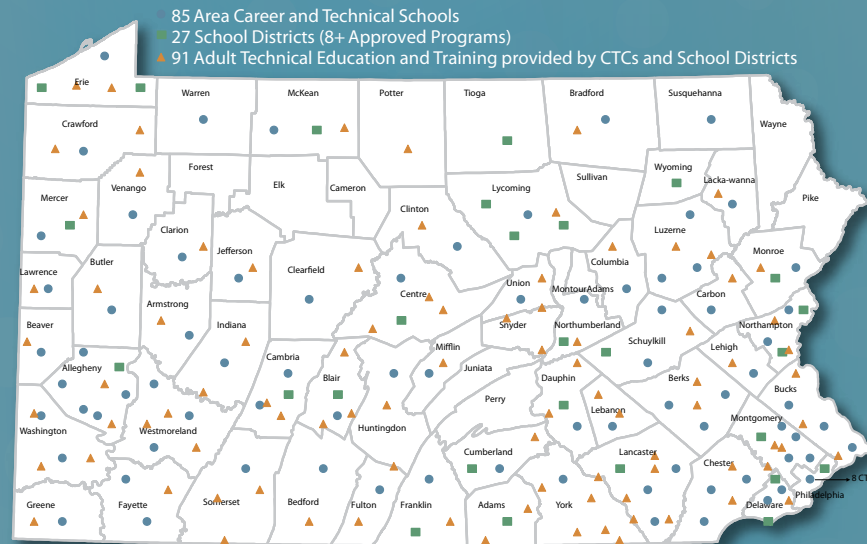 85 Area Career and Technical Schools
27 School Districts (8+ Approved Programs)
91 Adult Technical Education and Training provided by CTCs and School Districts
Erie
Warren
McKean
Potter
Tioga
Bradford
Susquehanna
Wayne
Crawford
Forest
Elk
Cameron
Sullivan
Wyoming
Lacka-wanna
Pike
Mercer
Venango
Clarion
Jefferson
Clinton
Lycoming
Columbia
Luzerne
Monroe
Lawrence
Butler
Clearfield
Centre
Union
MontourAdams
Carbon
Beaver
Armstrong
Indiana
Snyder
Northumberland
Schuylkill
Northampton
Lehigh
Allegheny
Cambria
Blair
Mifflin
Juniata
Dauphin
Berks
Bucks
Perry
Lebanon
Montgomery
Washington
Westmoreland
Huntingdon
Cumberland
Lancaster
Chester
Greene
Fayette
Somerset
Bedford
Fulton
Franklin
Adams
York
Delaware
Philadelphia
8 CT